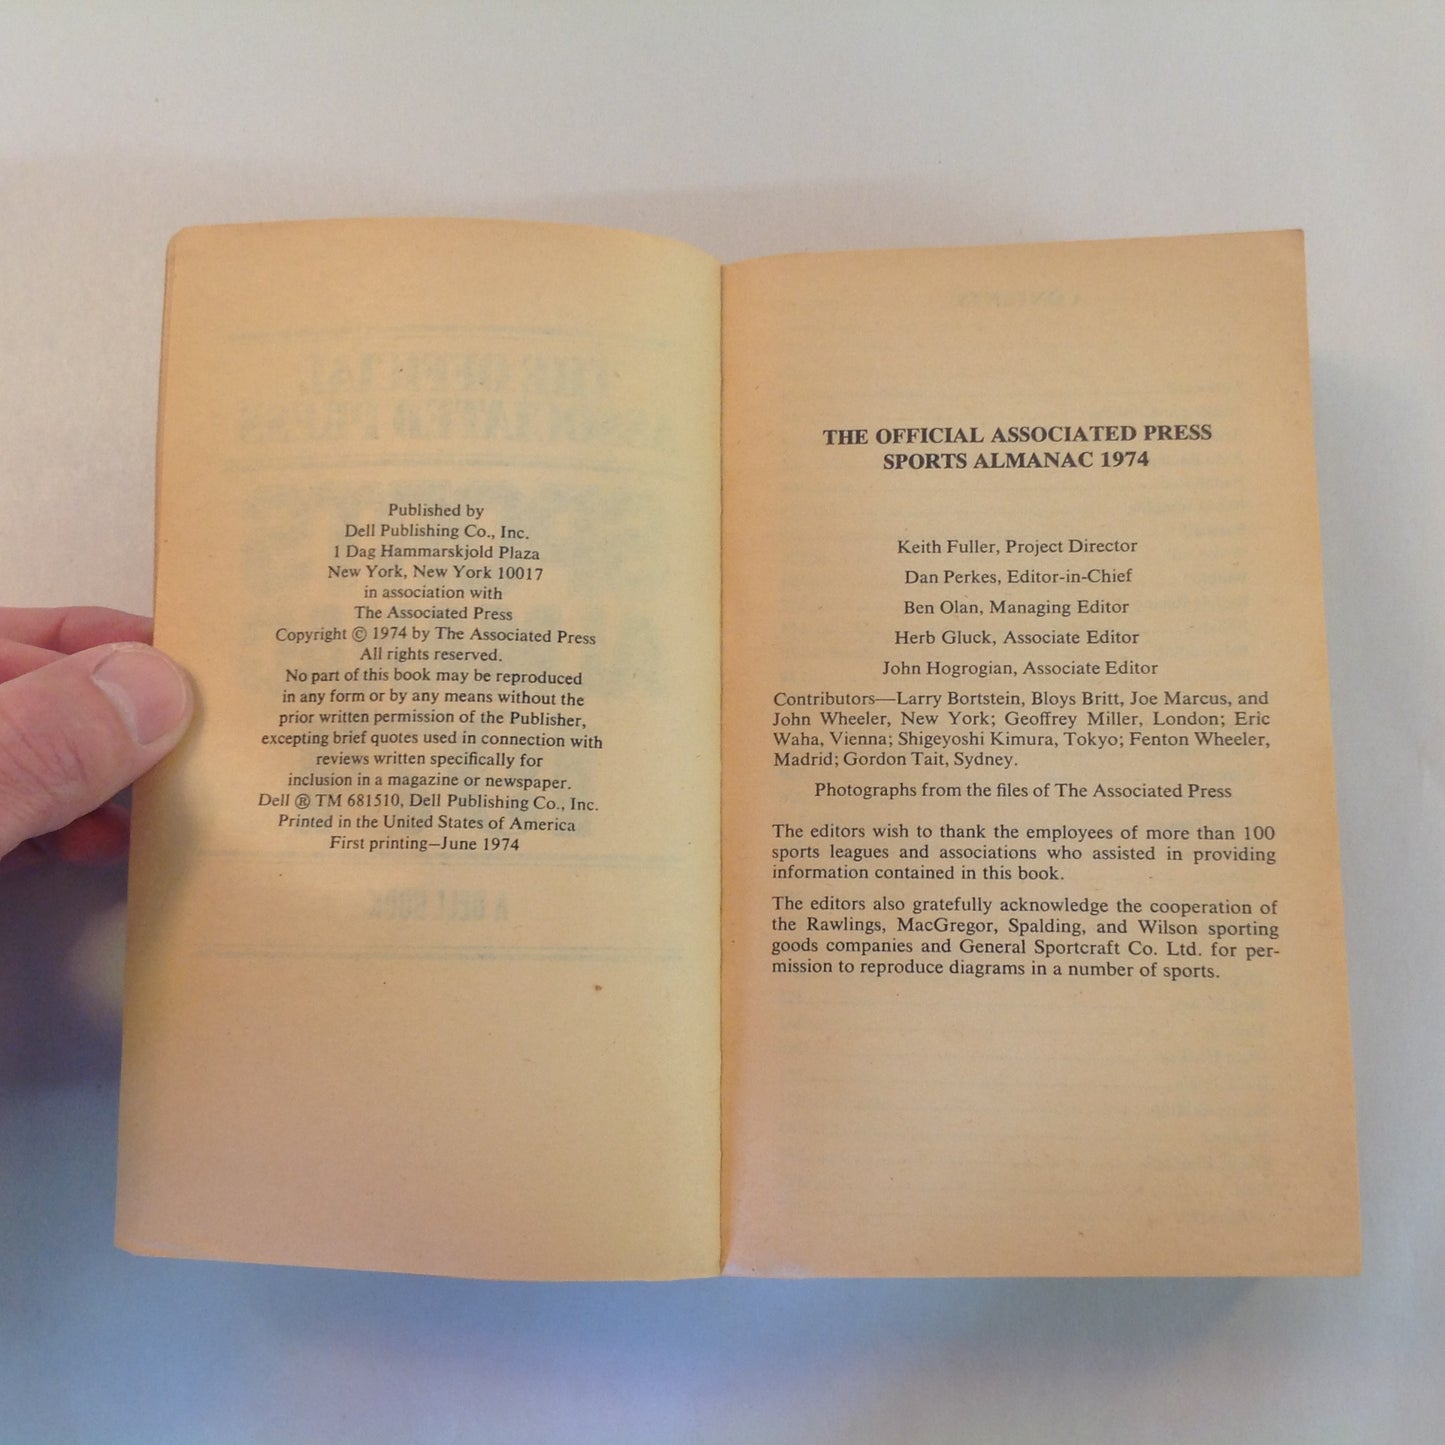 Published by
Dell Publishing Co., Inc.
1 Dag Hammarskjold Plaza
New York, New York 10017
in association with
The Associated Press
Copyright © 1974 by The Associated Press
All rights reserved.
No part of this book may be reproduced
in any form or by any means without the
prior written permission of the Publisher,
excepting brief quotes used in connection with
reviews written specifically for
inclusion in a magazine or newspaper.
Dell ® TM 681510, Dell Publishing Co., Inc.
Printed in the United States of America
First printing—June 1974
THE OFFICIAL ASSOCIATED PRESS
SPORTS ALMANAC 1974
Keith Fuller, Project Director
Dan Perkes, Editor-in-Chief
Ben Olan, Managing Editor
Herb Gluck, Associate Editor
John Hogrogian, Associate Editor
Contributors—Larry Bortstein, Bloys Britt, Joe Marcus, and
John Wheeler, New York; Geoffrey Miller, London; Eric
Waha, Vienna; Shigeyoshi Kimura, Tokyo; Fenton Wheeler,
Madrid; Gordon Tait, Sydney.
Photographs from the files of The Associated Press
The editors wish to thank the employees of more than 100
sports leagues and associations who assisted in providing
information contained in this book.
The editors also gratefully acknowledge the cooperation of
the Rawlings, MacGregor, Spalding, and Wilson sporting
goods companies and General Sportcraft Co. Ltd. for per-
mission to reproduce diagrams in a number of sports.